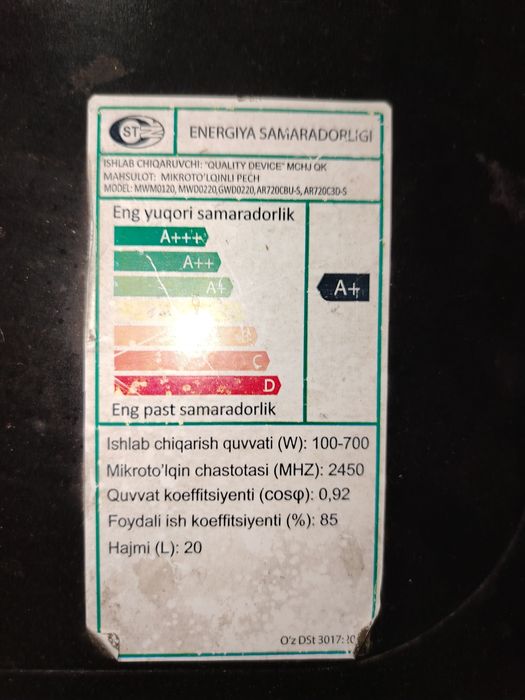 ST
ENERGIYA SAMARADORLIGI
ISHLAB CHIQARUVCHI: "QUALITY DEVICE" MCHJ QK
MAHSULOT: MIKROTO'LQINLI PECH
MODEL: MWM0120, MWD0220, GWD0220, AR720CBU-S, AR720C3D-S
Eng yuqori samaradorlik
A+++
A++
A+
A+
C
D
Eng past samaradorlik
Ishlab chiqarish quvvati (W): 100-700
Mikroto'lqin chastotasi (MHZ): 2450
Quvvat koeffitsiyenti (cosφ): 0,92
Foydali ish koeffitsiyenti (%): 85
Hajmi (L): 20
O'z DSt 3017: